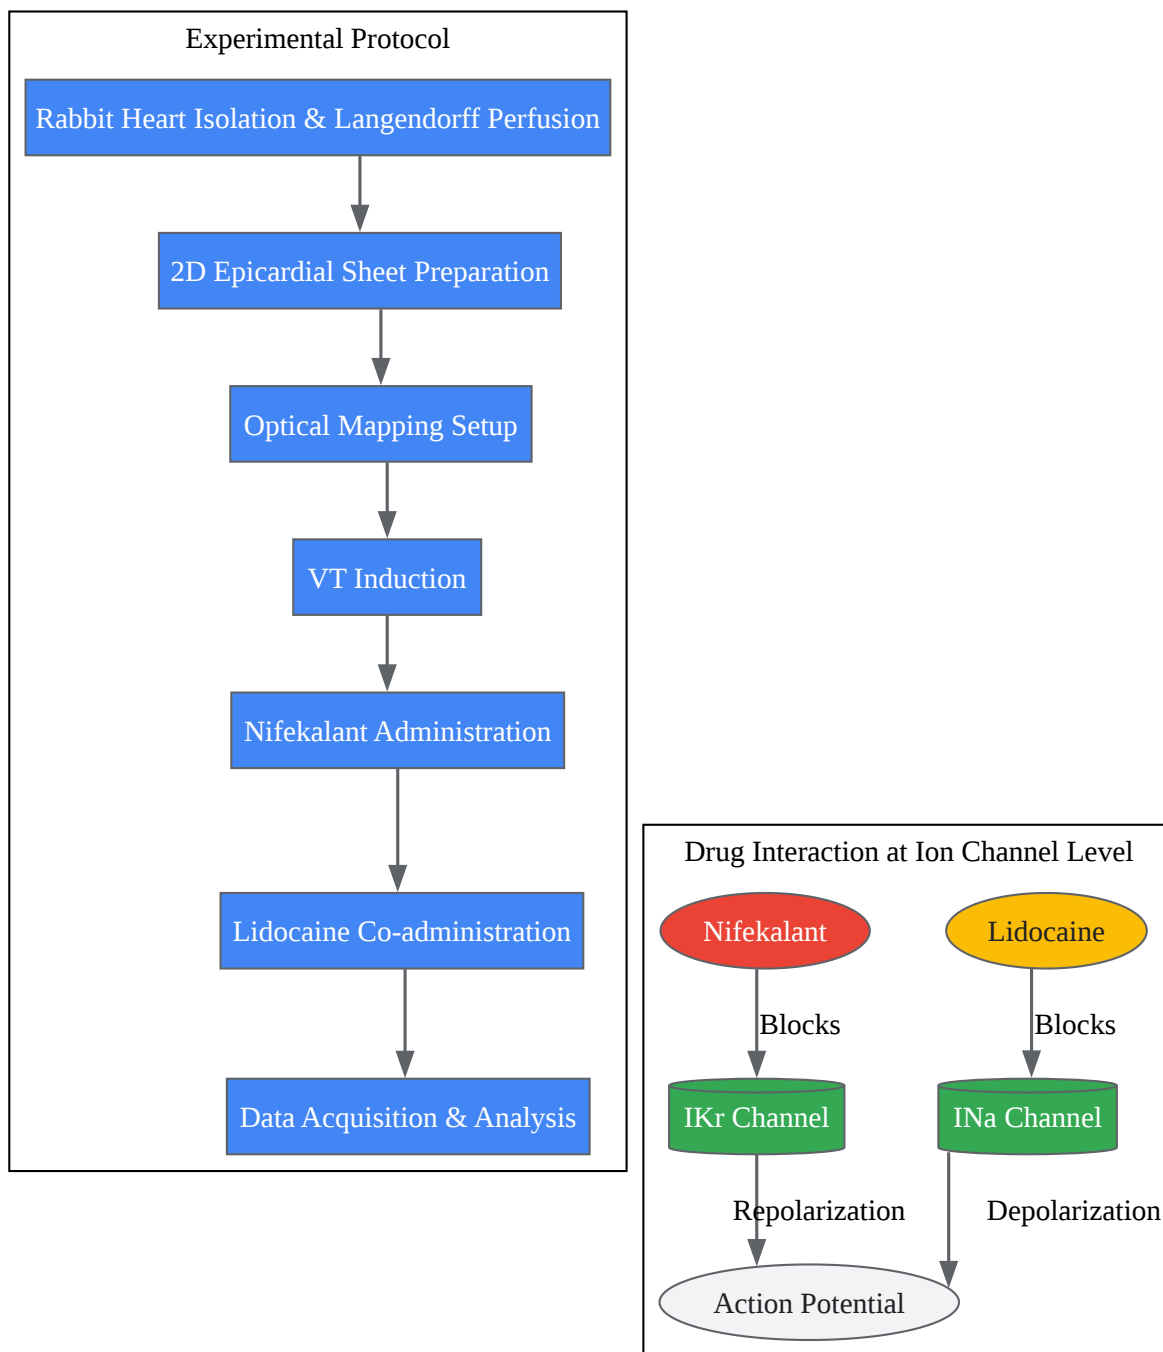 Experimental Protocol
Rabbit Heart Isolation & Langendorff Perfusion
2D Epicardial Sheet Preparation
Optical Mapping Setup
VT Induction
Nifekalant Administration
Lidocaine Co-administration
Data Acquisition & Analysis
Drug Interaction at Ion Channel Level
Nifekalant
Lidocaine
Blocks
Blocks
IKr Channel
INa Channel
Repolarization
Depolarization
Action Potential